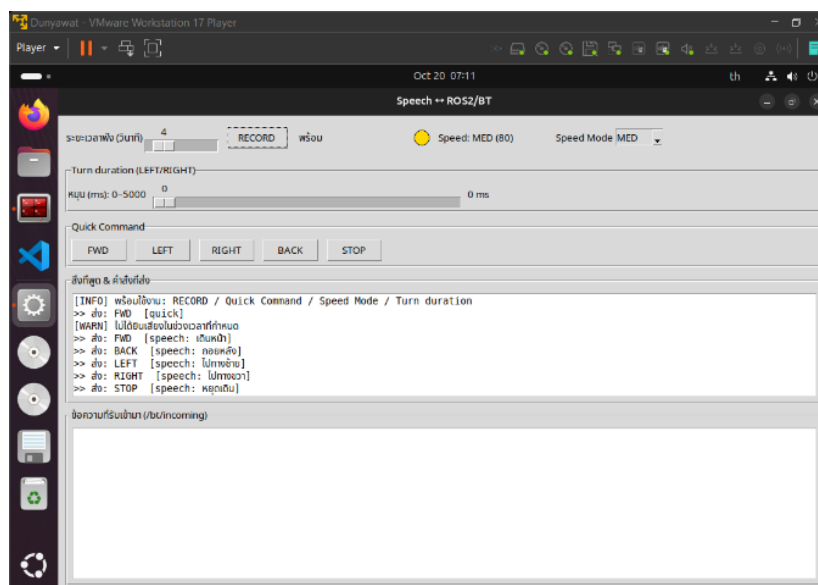 Dunyawat - VMware Workstation 17 Player
Player
Oct 20 07:11
th
Speech ↔ ROS2/BT
ระยะเวลาฟัง (วินาที)
4
RECORD
พร้อม
Speed: MED (80)
Speed Mode
MED
Turn duration (LEFT/RIGHT)
หมุน (ms): 0–5000
0
0 ms
Quick Command
FWD
LEFT
RIGHT
BACK
STOP
สิ่งที่พูด & คำสั่งที่ส่ง
[INFO] พร้อมใช้งาน: RECORD / Quick Command / Speed Mode / Turn duration
>> ส่ง: FWD [quick]
[WARN] ไม่ได้ยินเสียงในช่วงเวลาที่กำหนด
>> ส่ง: FWD [speech: เดินหน้า]
>> ส่ง: BACK [speech: ถอยหลัง]
>> ส่ง: LEFT [speech: ไปทางซ้าย]
>> ส่ง: RIGHT [speech: ไปทางขวา]
>> ส่ง: STOP [speech: หยุดเดิน]
ข้อความที่รับเข้ามา (/bt/incoming)